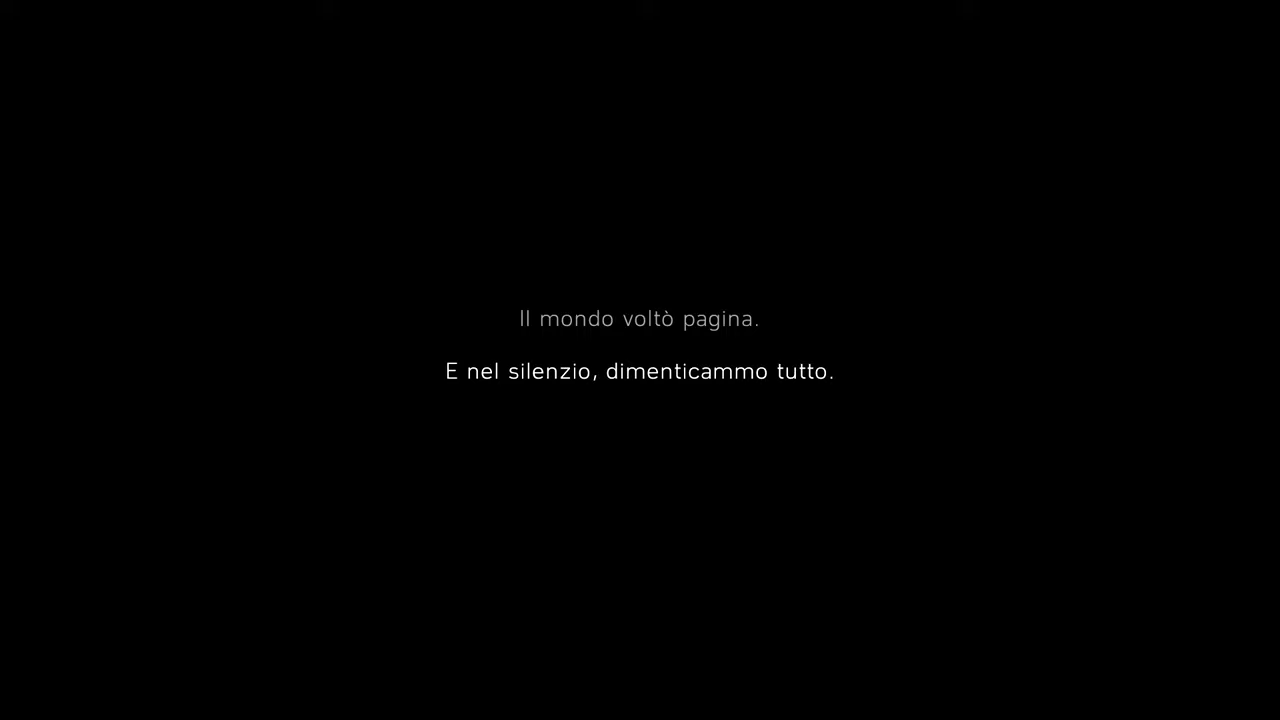 Il mondo voltò pagina.
E nel silenzio, dimenticammo tutto.